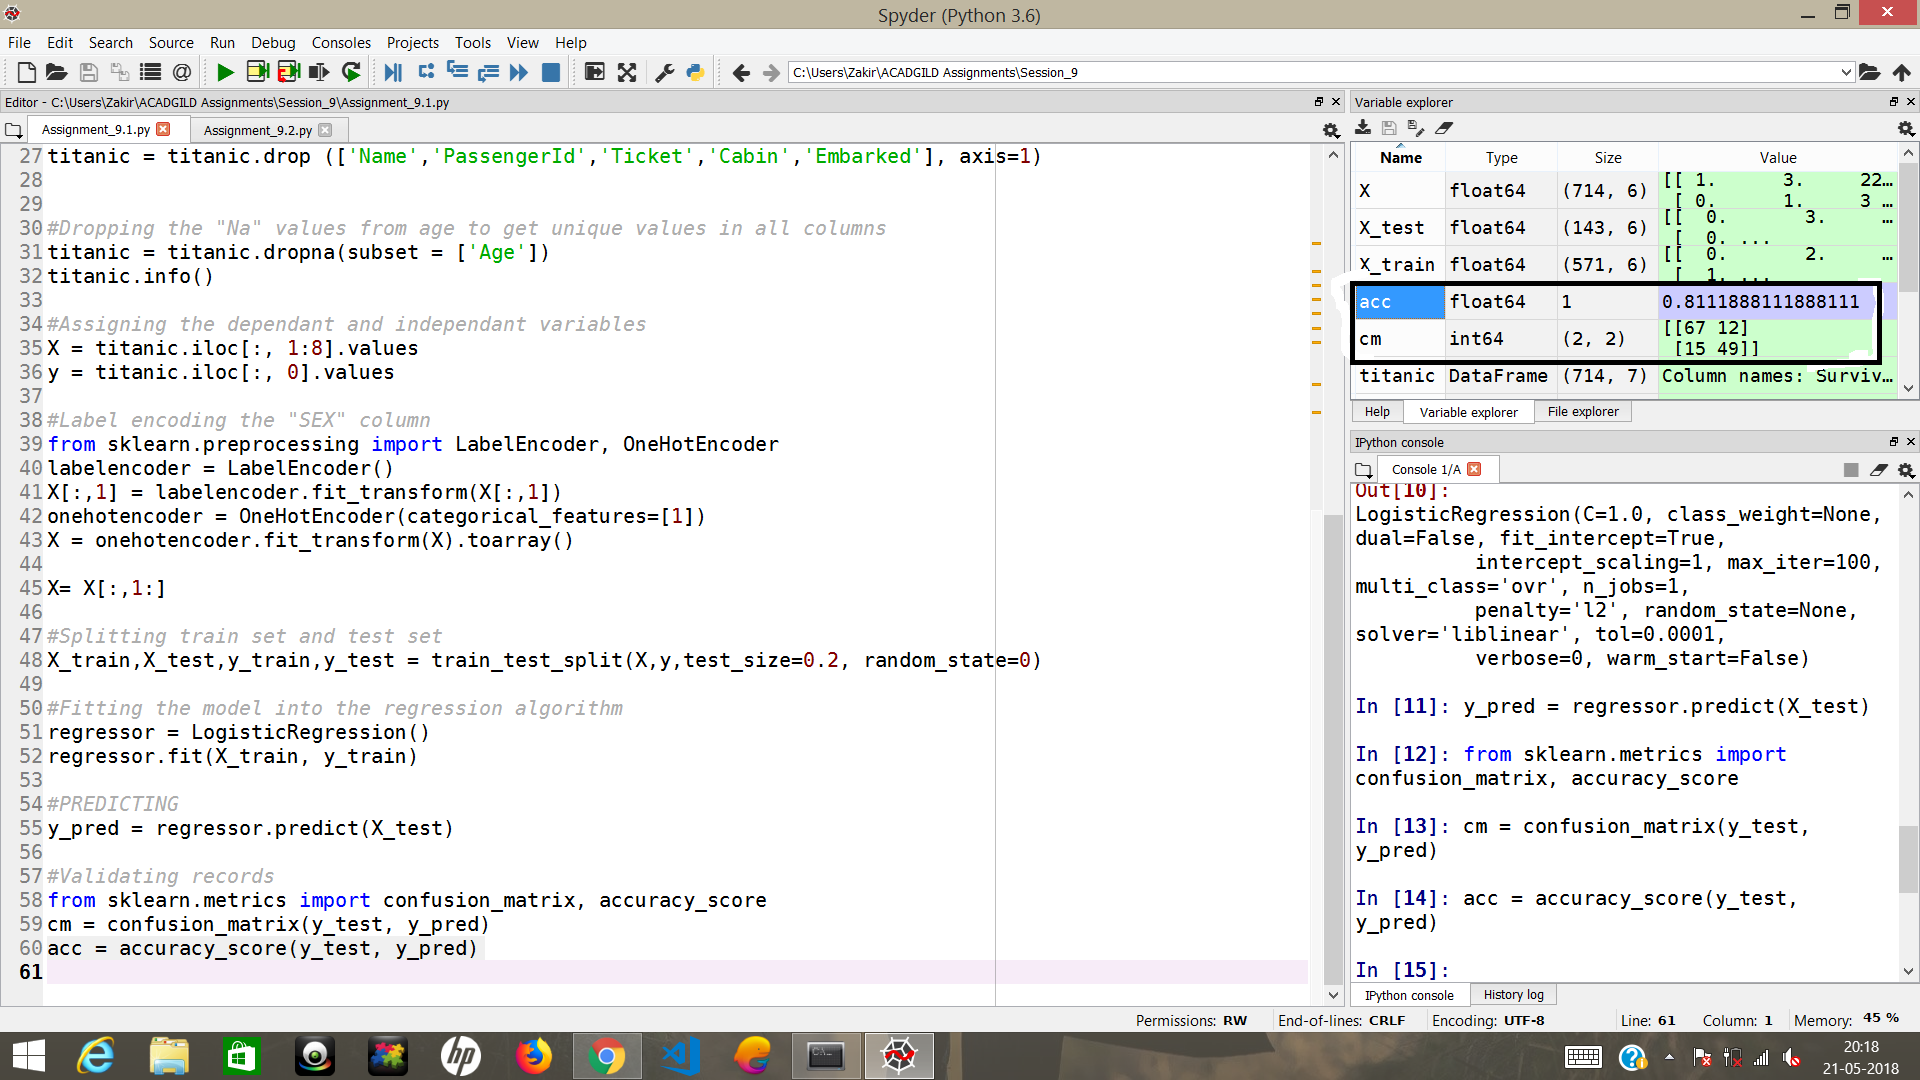 Spyder (Python 3.6)
File Edit Search Source Run Debug Consoles Projects Tools View Help
C:\Users\Zakir\ACADGILD Assignments\Session_9
Editor - C:\Users\Zakir\ACADGILD Assignments\Session_9\Assignment_9.1.py
Assignment_9.1.py Assignment_9.2.py
27 titanic = titanic.drop (['Name','PassengerId','Ticket','Cabin','Embarked'], axis=1)
28
29
30 #Dropping the "Na" values from age to get unique values in all columns
31 titanic = titanic.dropna(subset = ['Age'])
32 titanic.info()
33
34 #Assigning the dependant and independant variables
35 X = titanic.iloc[:, 1:8].values
36 y = titanic.iloc[:, 0].values
37
38 #Label encoding the "SEX" column
39 from sklearn.preprocessing import LabelEncoder, OneHotEncoder
40 labelencoder = LabelEncoder()
41 X[:,1] = labelencoder.fit_transform(X[:,1])
42 onehotencoder = OneHotEncoder(categorical_features=[1])
43 X = onehotencoder.fit_transform(X).toarray()
44
45 X= X[:,1:]
46
47 #Splitting train set and test set
48 X_train,X_test,y_train,y_test = train_test_split(X,y,test_size=0.2, random_state=0)
49
50 #Fitting the model into the regression algorithm
51 regressor = LogisticRegression()
52 regressor.fit(X_train, y_train)
53
54 #PREDICTING
55 y_pred = regressor.predict(X_test)
56
57 #Validating records
58 from sklearn.metrics import confusion_matrix, accuracy_score
59 cm = confusion_matrix(y_test, y_pred)
60 acc = accuracy_score(y_test, y_pred)
61
Variable explorer
Name Type Size Value
X float64 (714, 6) [[ 1. 3. 22…
[ 0. 1. 3 …
X_test float64 (143, 6) [[ 0. 3. …
[ 0. ...
X_train float64 (571, 6) [[ 0. 2. …
[ 1. ...
acc float64 1 0.8111888111888111
cm int64 (2, 2) [[67 12]
[15 49]]
titanic DataFrame (714, 7) Column names: Surviv…
Help Variable explorer File explorer
IPython console
Console 1/A
Out[10]:
LogisticRegression(C=1.0, class_weight=None,
dual=False, fit_intercept=True,
intercept_scaling=1, max_iter=100,
multi_class='ovr', n_jobs=1,
penalty='l2', random_state=None,
solver='liblinear', tol=0.0001,
verbose=0, warm_start=False)
In [11]: y_pred = regressor.predict(X_test)
In [12]: from sklearn.metrics import
confusion_matrix, accuracy_score
In [13]: cm = confusion_matrix(y_test,
y_pred)
In [14]: acc = accuracy_score(y_test,
y_pred)
In [15]:
IPython console History log
Permissions: RW End-of-lines: CRLF Encoding: UTF-8 Line: 61 Column: 1 Memory: 45 %
20:18
21-05-2018